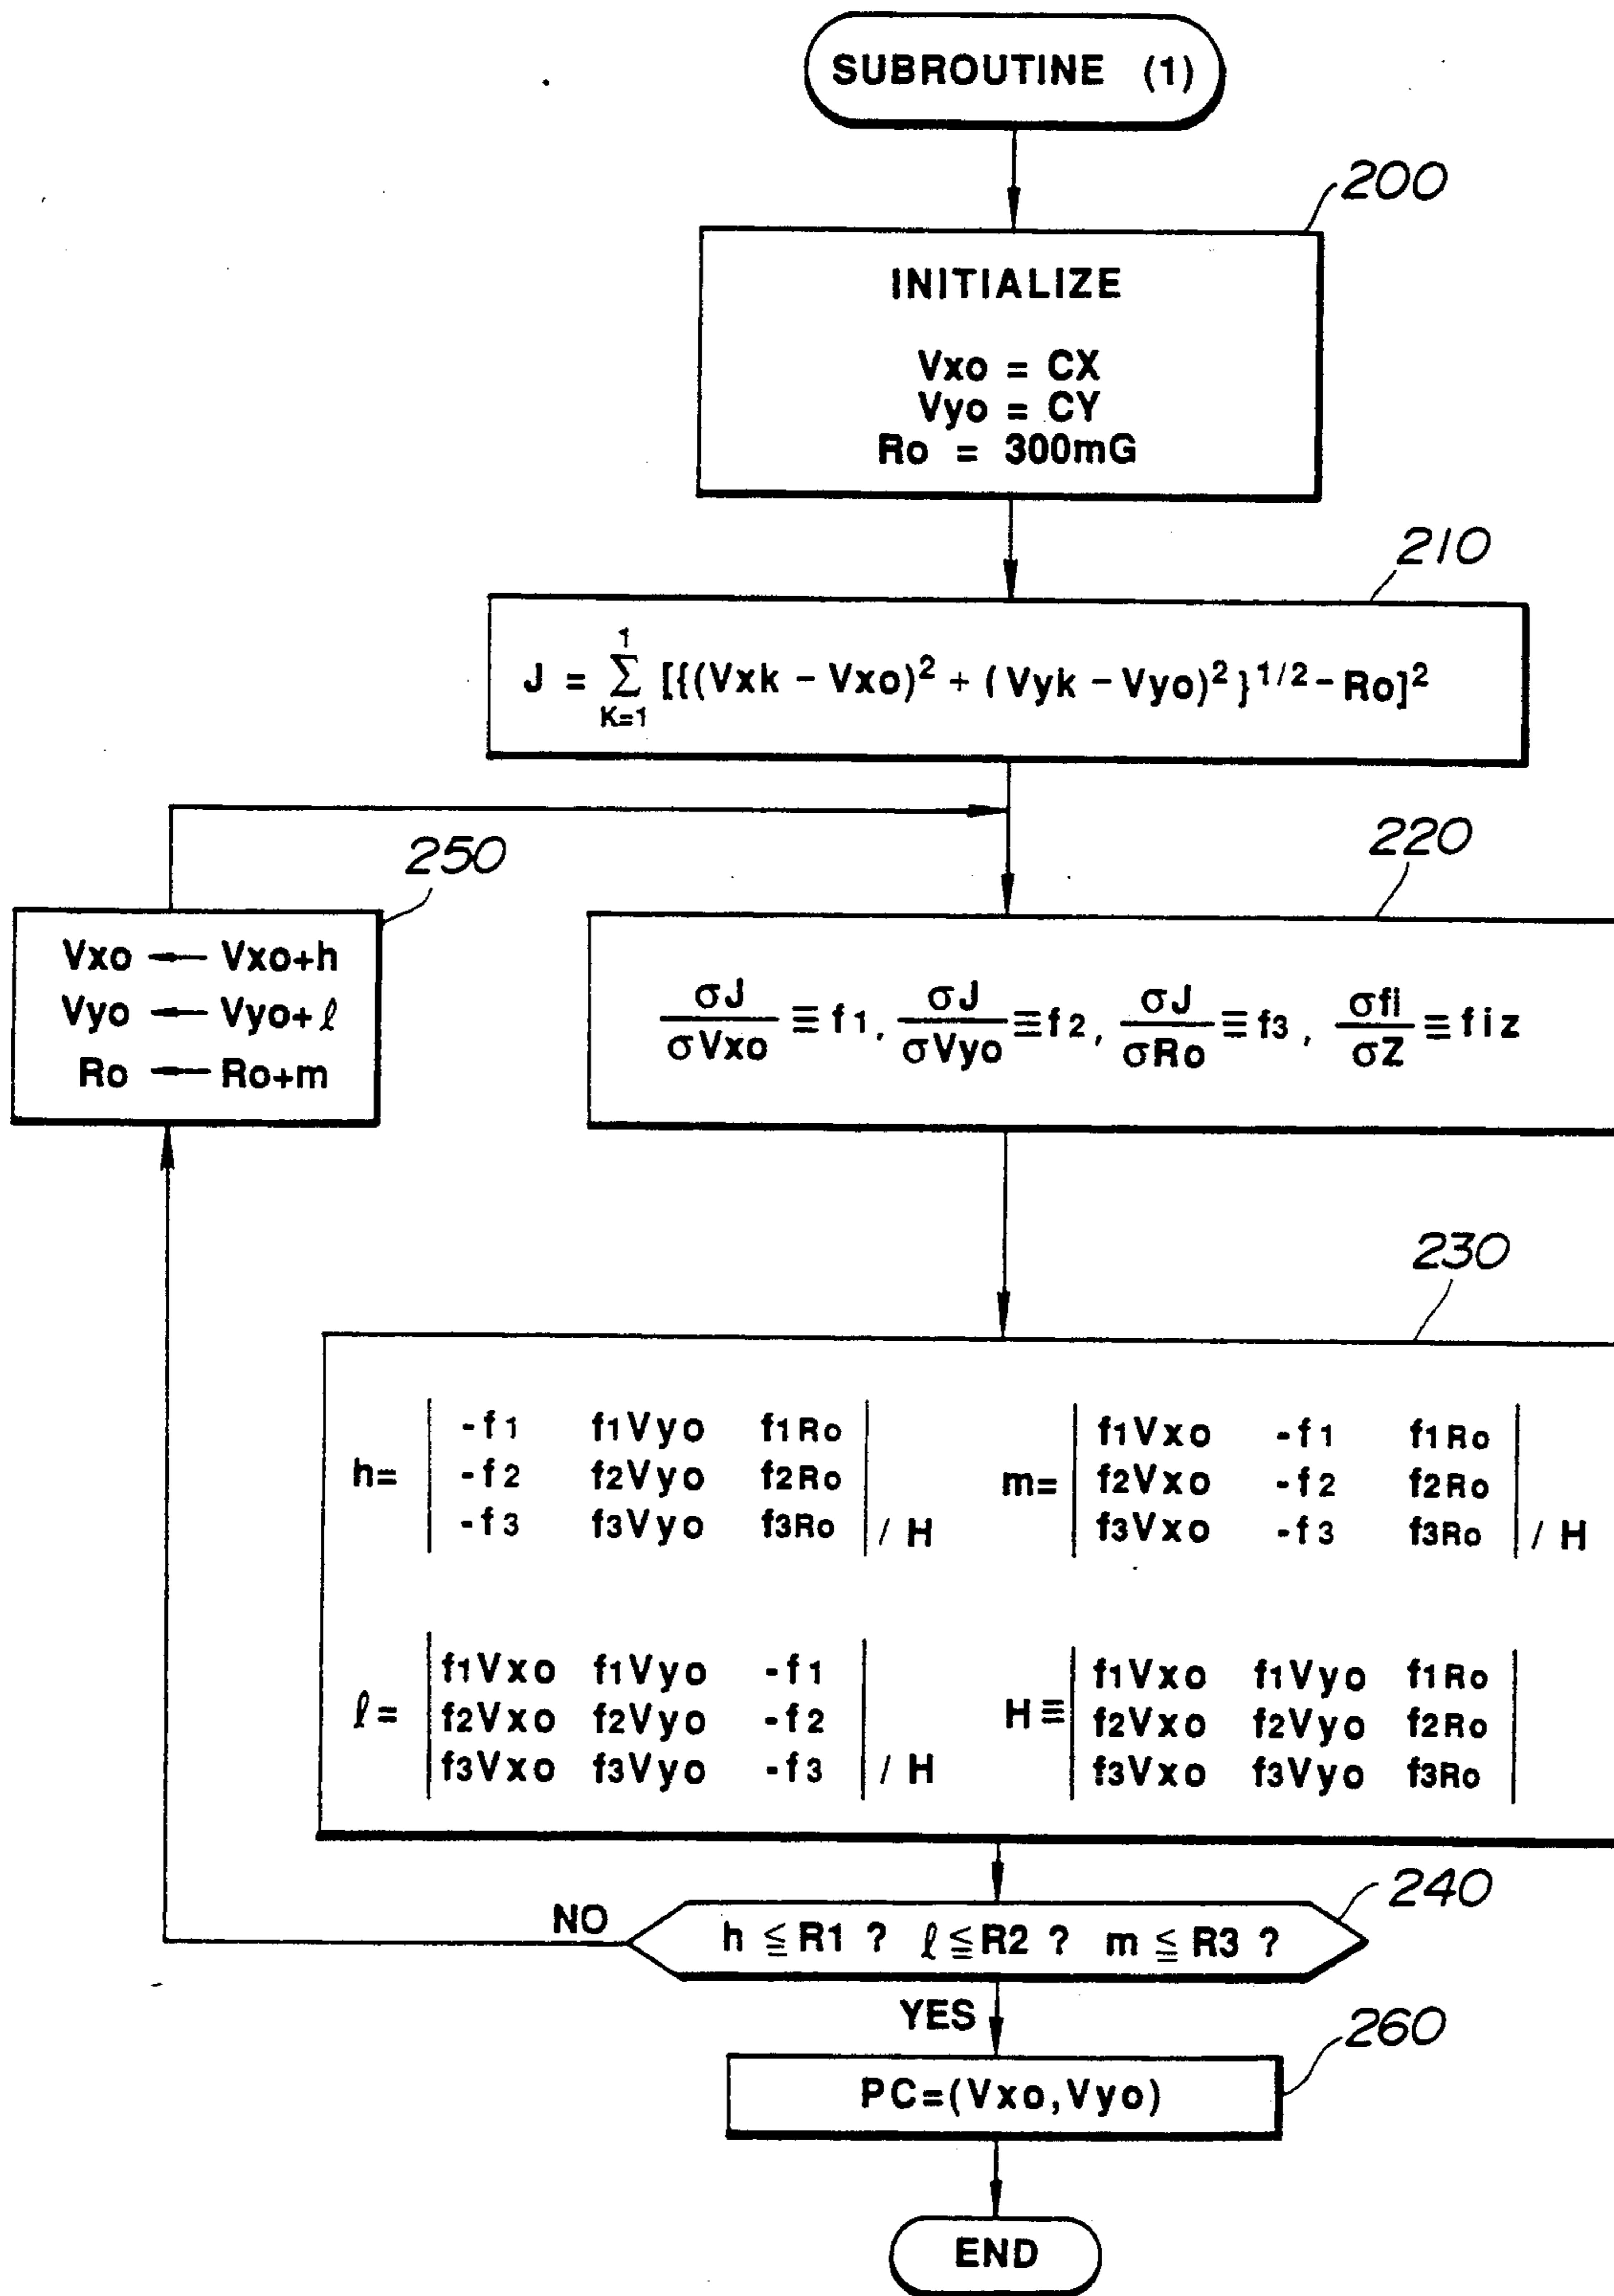 SUBROUTINE (1)
200
INITIALIZE
Vxo = CX
Vyo = CY
Ro = 300mG
210
J = 1 Σ K=1 [{(Vxk - Vxo)² + (Vyk - Vyo)²}1/2 - Ro]²
220
σJ/σVxo ≡ f1, σJ/σVyo ≡ f2, σJ/σRo ≡ f3, σfi/σZ ≡ fiz
250
Vxo ← Vxo+h
Vyo ← Vyo+ℓ
Ro ← Ro+m
230
h= | -f1 f1Vyo f1Ro |
| -f2 f2Vyo f2Ro |
| -f3 f3Vyo f3Ro | / H
m= | f1Vxo -f1 f1Ro |
| f2Vxo -f2 f2Ro |
| f3Vxo -f3 f3Ro | / H
ℓ= | f1Vxo f1Vyo -f1 |
| f2Vxo f2Vyo -f2 |
| f3Vxo f3Vyo -f3 | / H
H≡ | f1Vxo f1Vyo f1Ro |
| f2Vxo f2Vyo f2Ro |
| f3Vxo f3Vyo f3Ro |
240
NO
h ≦ R1 ? ℓ ≦ R2 ? m ≦ R3 ?
YES
260
PC=(Vxo,Vyo)
END